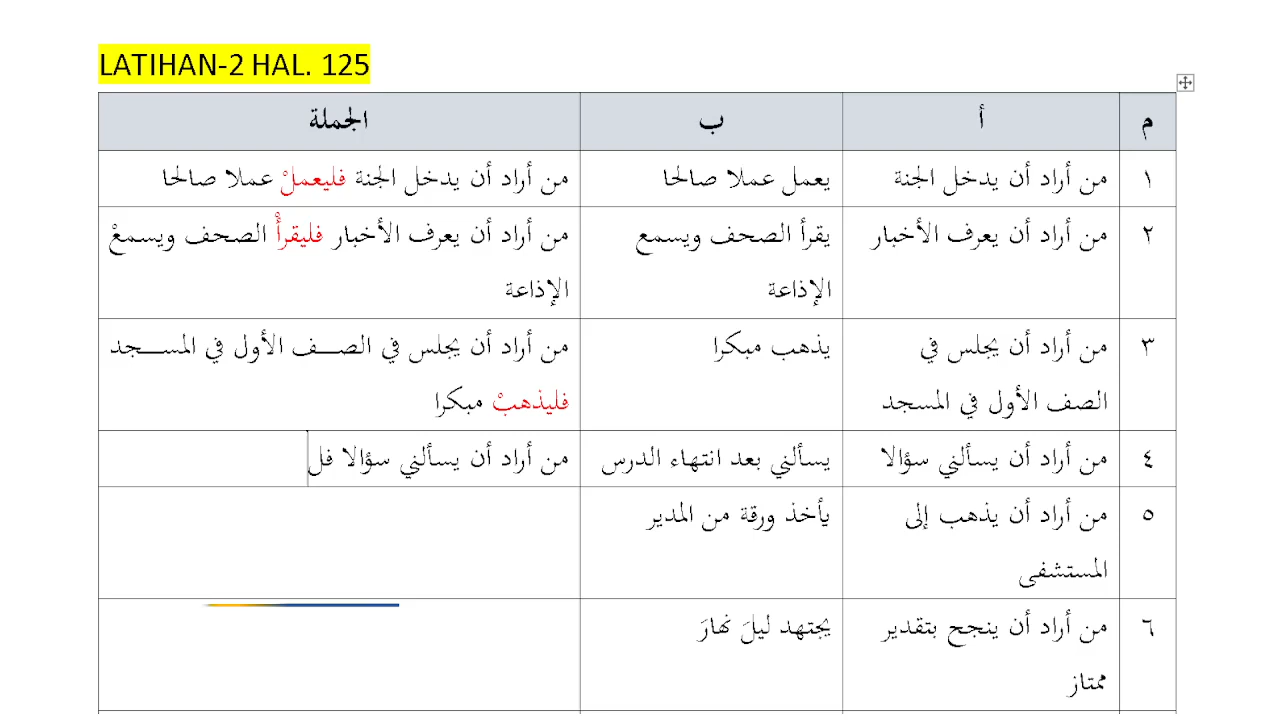 LATIHAN-2 HAL. 125
م أ ب الجملة
١ من أراد أن يدخل الجنة يعمل عملا صالحا من أراد أن يدخل الجنة فليعملْ عملا صالحا
٢ من أراد أن يعرف الأخبار يقرأ الصحف ويسمع من أراد أن يعرف الأخبار فليقرأْ الصحف ويسمعْ
الإذاعة الإذاعة
٣ من أراد أن يجلس في يذهب مبكرا من أراد أن يجلس في الصف الأول في المسجد
الصف الأول في المسجد فليذهبْ مبكرا
٤ من أراد أن يسألني سؤالا يسألني بعد انتهاء الدرس من أراد أن يسألني سؤالا فل
٥ من أراد أن يذهب إلى يأخذ ورقة من المدير
المستشفى
٦ من أراد أن ينجح بتقدير يجتهد ليلَ نهارَ
ممتاز